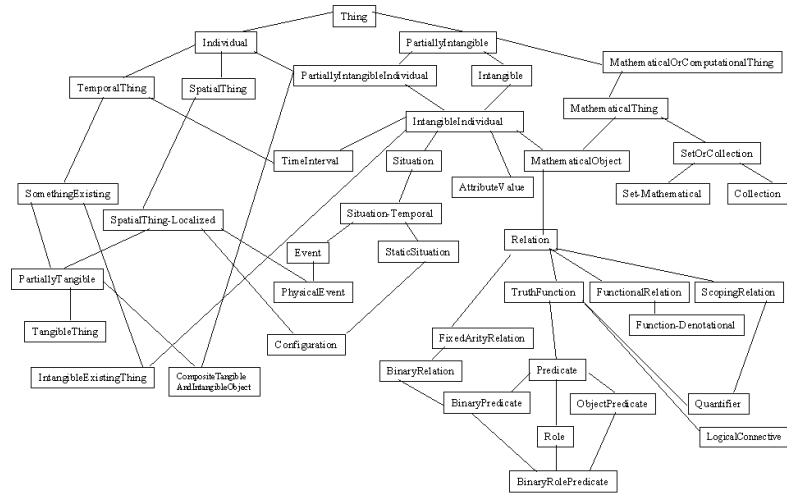 Thing
Individual
PartiallyIntangible
MathematicalOrComputationalThing
TemporalThing
SpatialThing
PartiallyIntangibleIndividual
Intangible
MathematicalThing
IntangibleIndividual
TimeInterval
Situation
MathematicalObject
SetOrCollection
SomethingExisting
AttributeValue
Set-Mathematical
Collection
SpatialThing-Localized
Situation-Temporal
Event
StaticSituation
Relation
PartiallyTangible
PhysicalEvent
TruthFunction
FunctionalRelation
ScopingRelation
TangibleThing
Function-Denotational
Configuration
FixedArityRelation
IntangibleExistingThing
CompositeTangible
AndIntangibleObject
BinaryRelation
Predicate
BinaryPredicate
ObjectPredicate
Quantifier
Role
LogicalConnective
BinaryRolePredicate